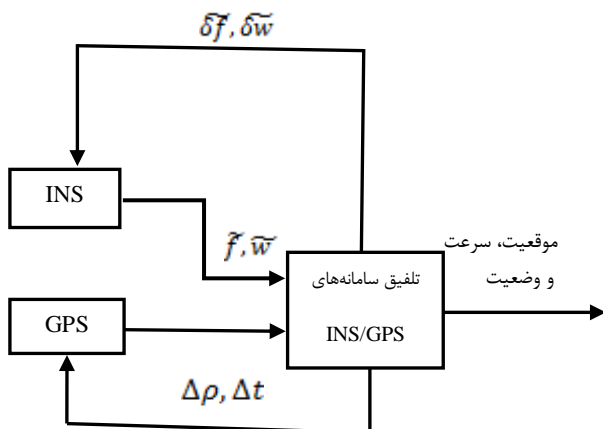 δf̃, δw̃
INS
f̃, w̃
موقعیت، سرعت
و وضعیت
تلفیق سامانه‌های
INS/GPS
GPS
Δρ, Δt